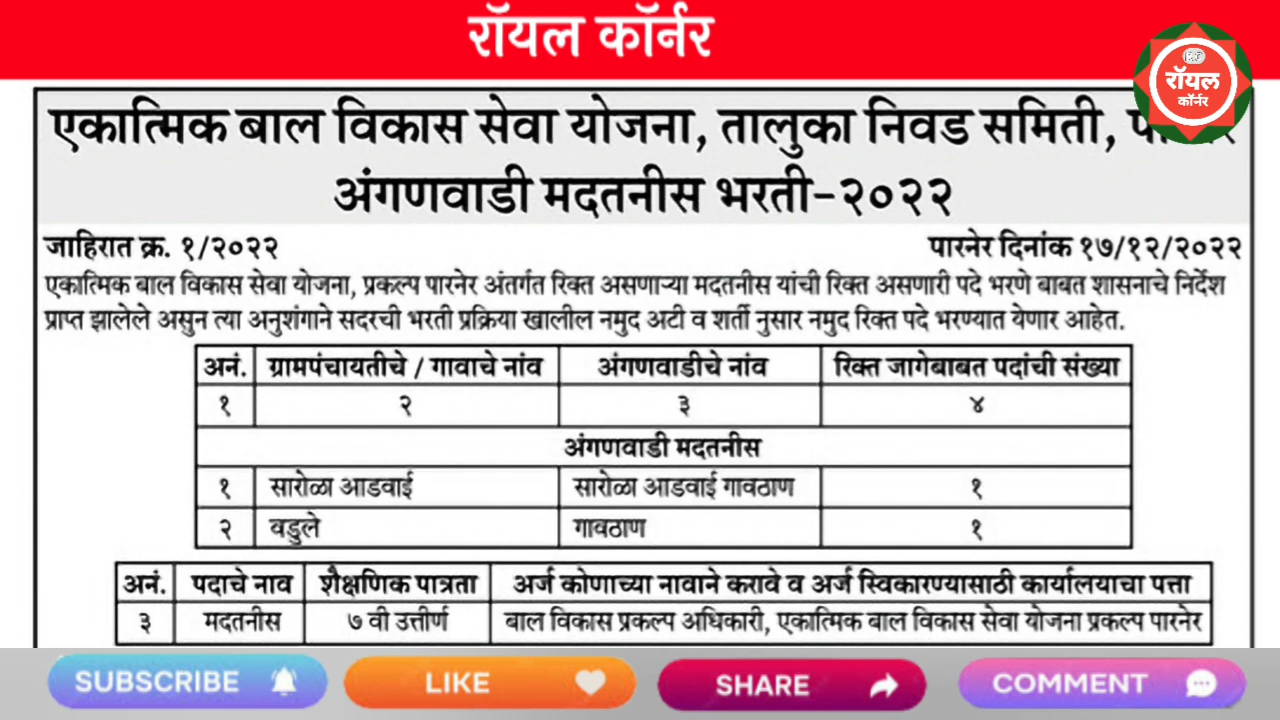 रॉयल कॉर्नर
रॉयल
कॉर्नर
एकात्मिक बाल विकास सेवा योजना, तालुका निवड समिती,
अंगणवाडी मदतनीस भरती-२०२२
जाहिरात क्र. १/२०२२ पारनेर दिनांक १७/१२/२०२२
एकात्मिक बाल विकास सेवा योजना, प्रकल्प पारनेर अंतर्गत रिक्त असणाऱ्या मदतनीस यांची रिक्त असणारी पदे भरणे बाबत शासनाचे निर्देश
प्राप्त झालेले असुन त्या अनुशंगाने सदरची भरती प्रक्रिया खालील नमुद अटी व शर्ती नुसार नमुद रिक्त पदे भरण्यात येणार आहेत.
अनं. ग्रामपंचायतीचे / गावाचे नांव अंगणवाडीचे नांव रिक्त जागेबाबत पदांची संख्या
१ २ ३ ४
अंगणवाडी मदतनीस
१ सारोळा आडवाई सारोळा आडवाई गावठाण १
२ वडुले गावठाण १
अनं. पदाचे नाव शैक्षणिक पात्रता अर्ज कोणाच्या नावाने करावे व अर्ज स्विकारण्यासाठी कार्यालयाचा पत्ता
३ मदतनीस ७ वी उत्तीर्ण बाल विकास प्रकल्प अधिकारी, एकात्मिक बाल विकास सेवा योजना प्रकल्प पारनेर
SUBSCRIBE LIKE SHARE COMMENT